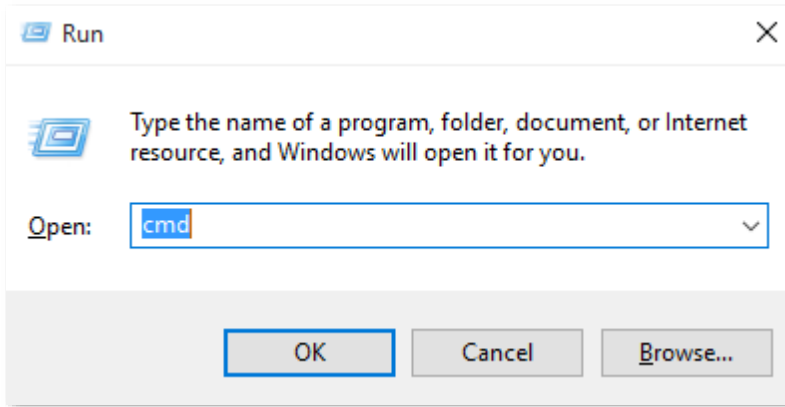 Run
Type the name of a program, folder, document, or Internet
resource, and Windows will open it for you.
Open: cmd
OK Cancel Browse...